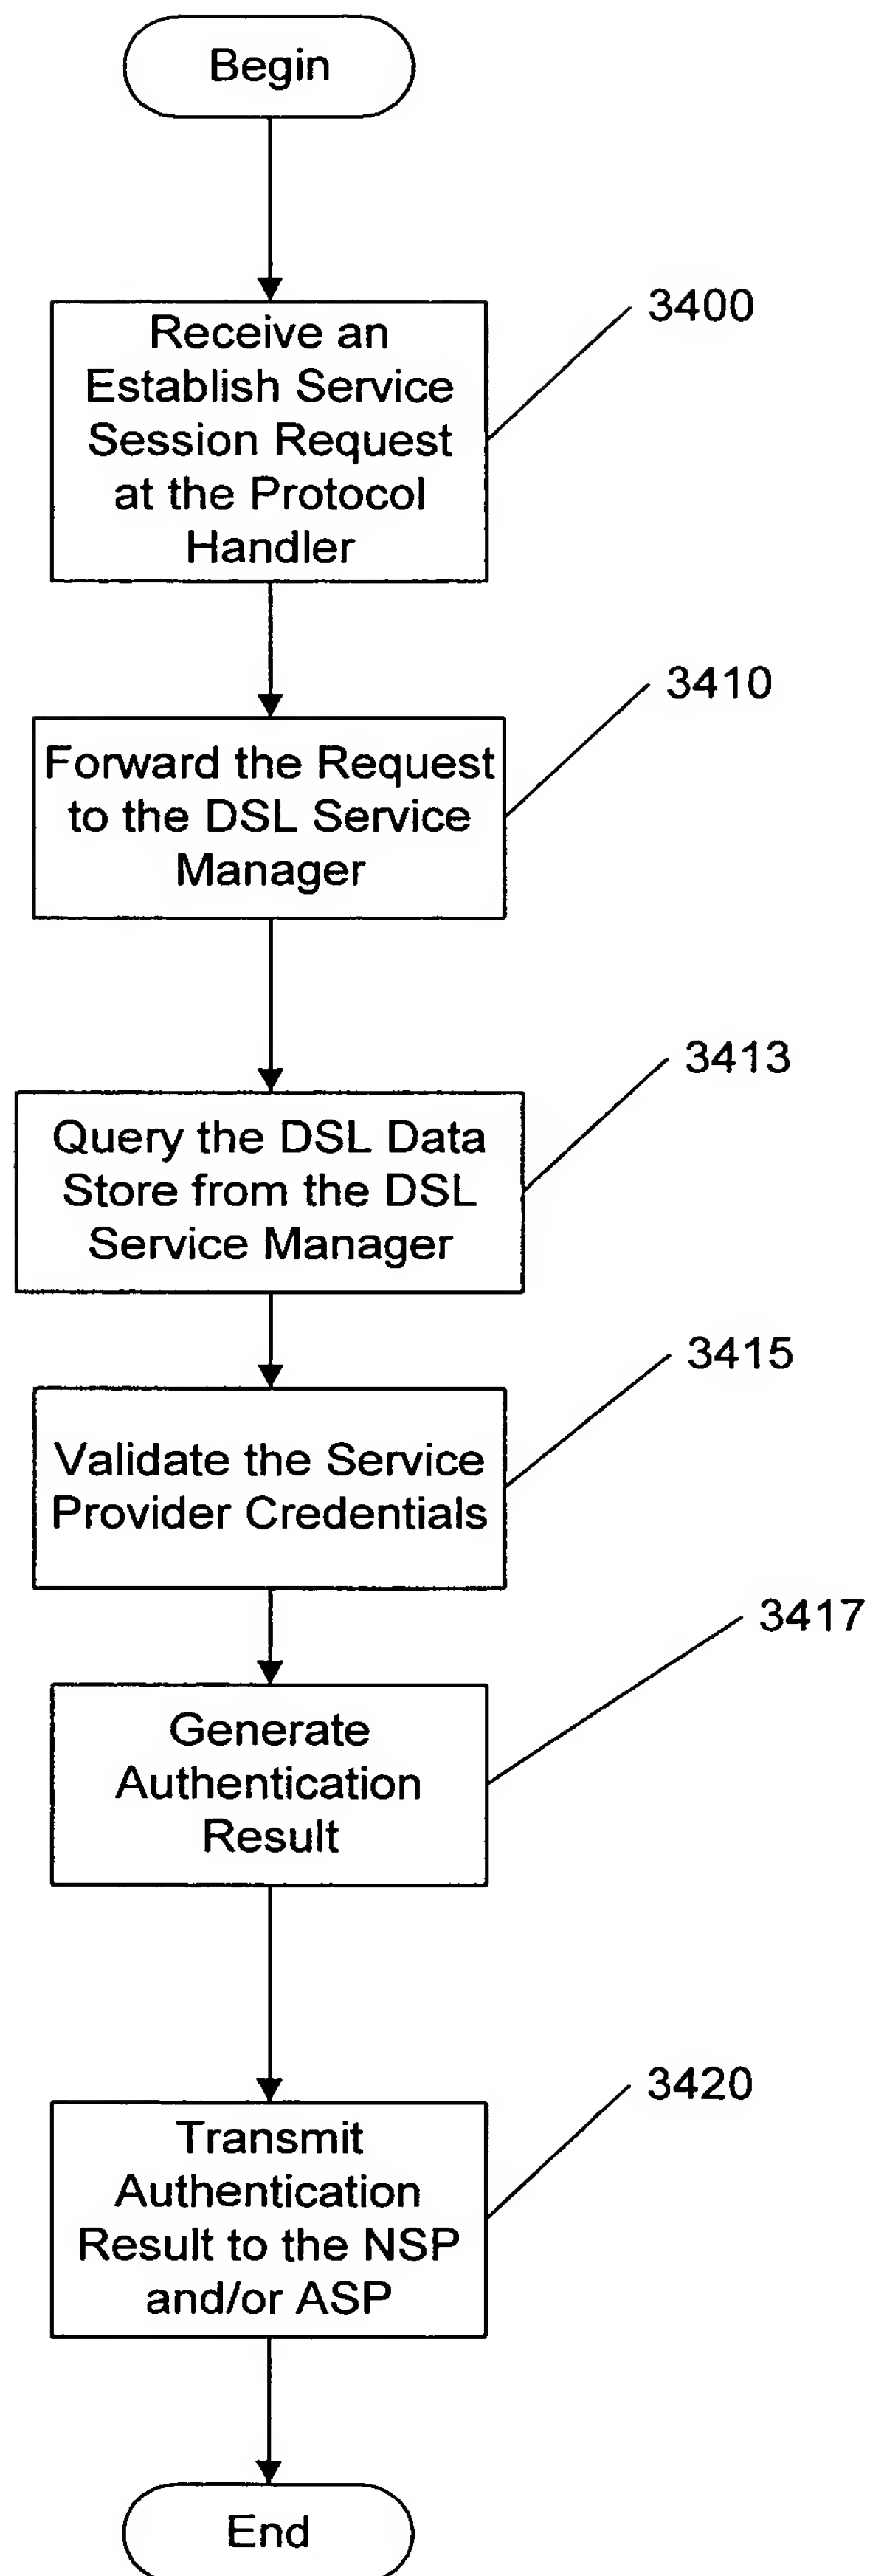 Begin
3400
Receive an
Establish Service
Session Request
at the Protocol
Handler
3410
Forward the Request
to the DSL Service
Manager
3413
Query the DSL Data
Store from the DSL
Service Manager
3415
Validate the Service
Provider Credentials
3417
Generate
Authentication
Result
3420
Transmit
Authentication
Result to the NSP
and/or ASP
End